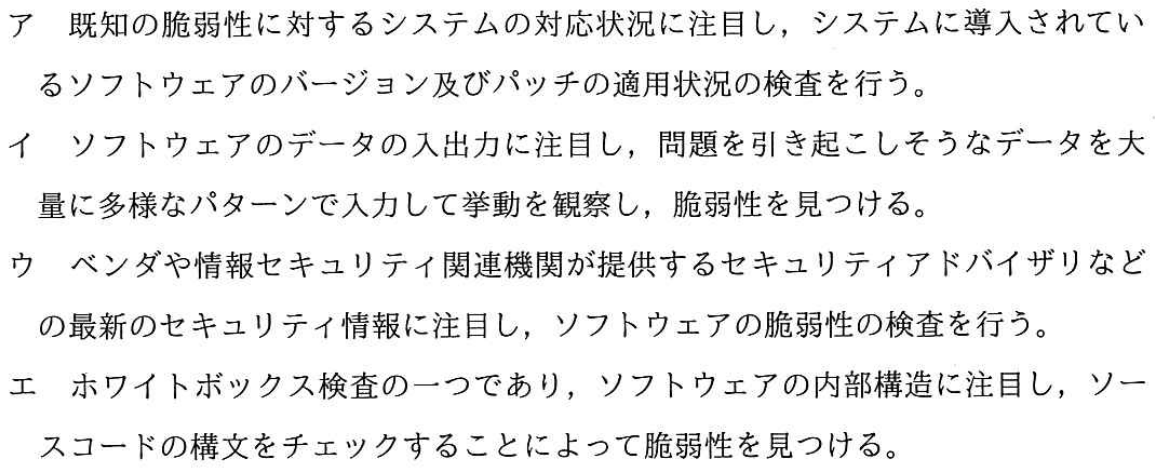 ア　既知の脆弱性に対するシステムの対応状況に注目し，システムに導入されてい
るソフトウェアのバージョン及びパッチの適用状況の検査を行う。
イ　ソフトウェアのデータの入出力に注目し，問題を引き起こしそうなデータを大
量に多様なパターンで入力して挙動を観察し，脆弱性を見つける。
ウ　ベンダや情報セキュリティ関連機関が提供するセキュリティアドバイザリなど
の最新のセキュリティ情報に注目し，ソフトウェアの脆弱性の検査を行う。
エ　ホワイトボックス検査の一つであり，ソフトウェアの内部構造に注目し，ソー
スコードの構文をチェックすることによって脆弱性を見つける。